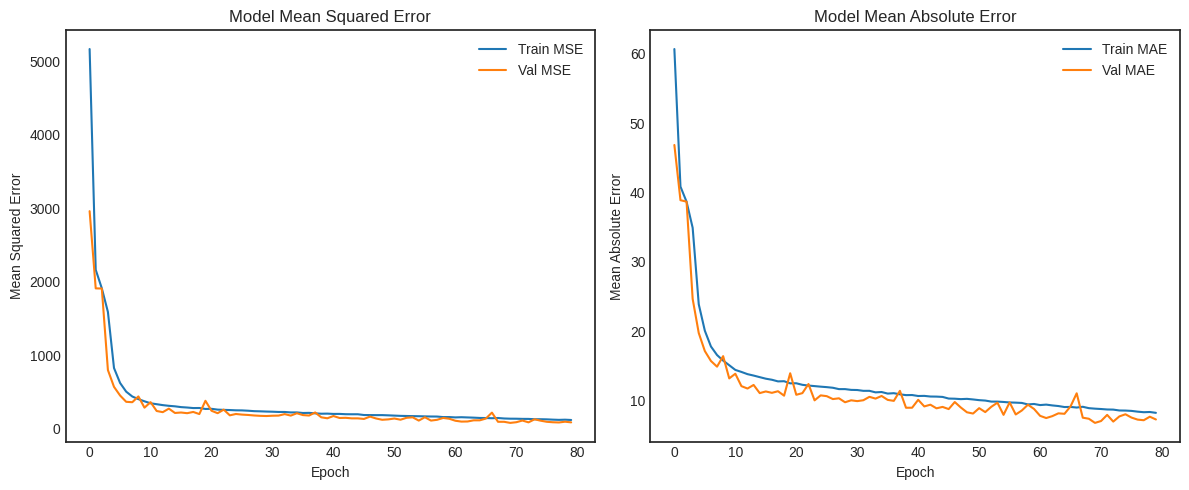 Model Mean Squared Error
Mean Squared Error
5000
4000
3000
2000
1000
0
Train MSE
Val MSE
0 10 20 30 40 50 60 70 80
Epoch
Model Mean Absolute Error
Mean Absolute Error
60
50
40
30
20
10
Train MAE
Val MAE
0 10 20 30 40 50 60 70 80
Epoch